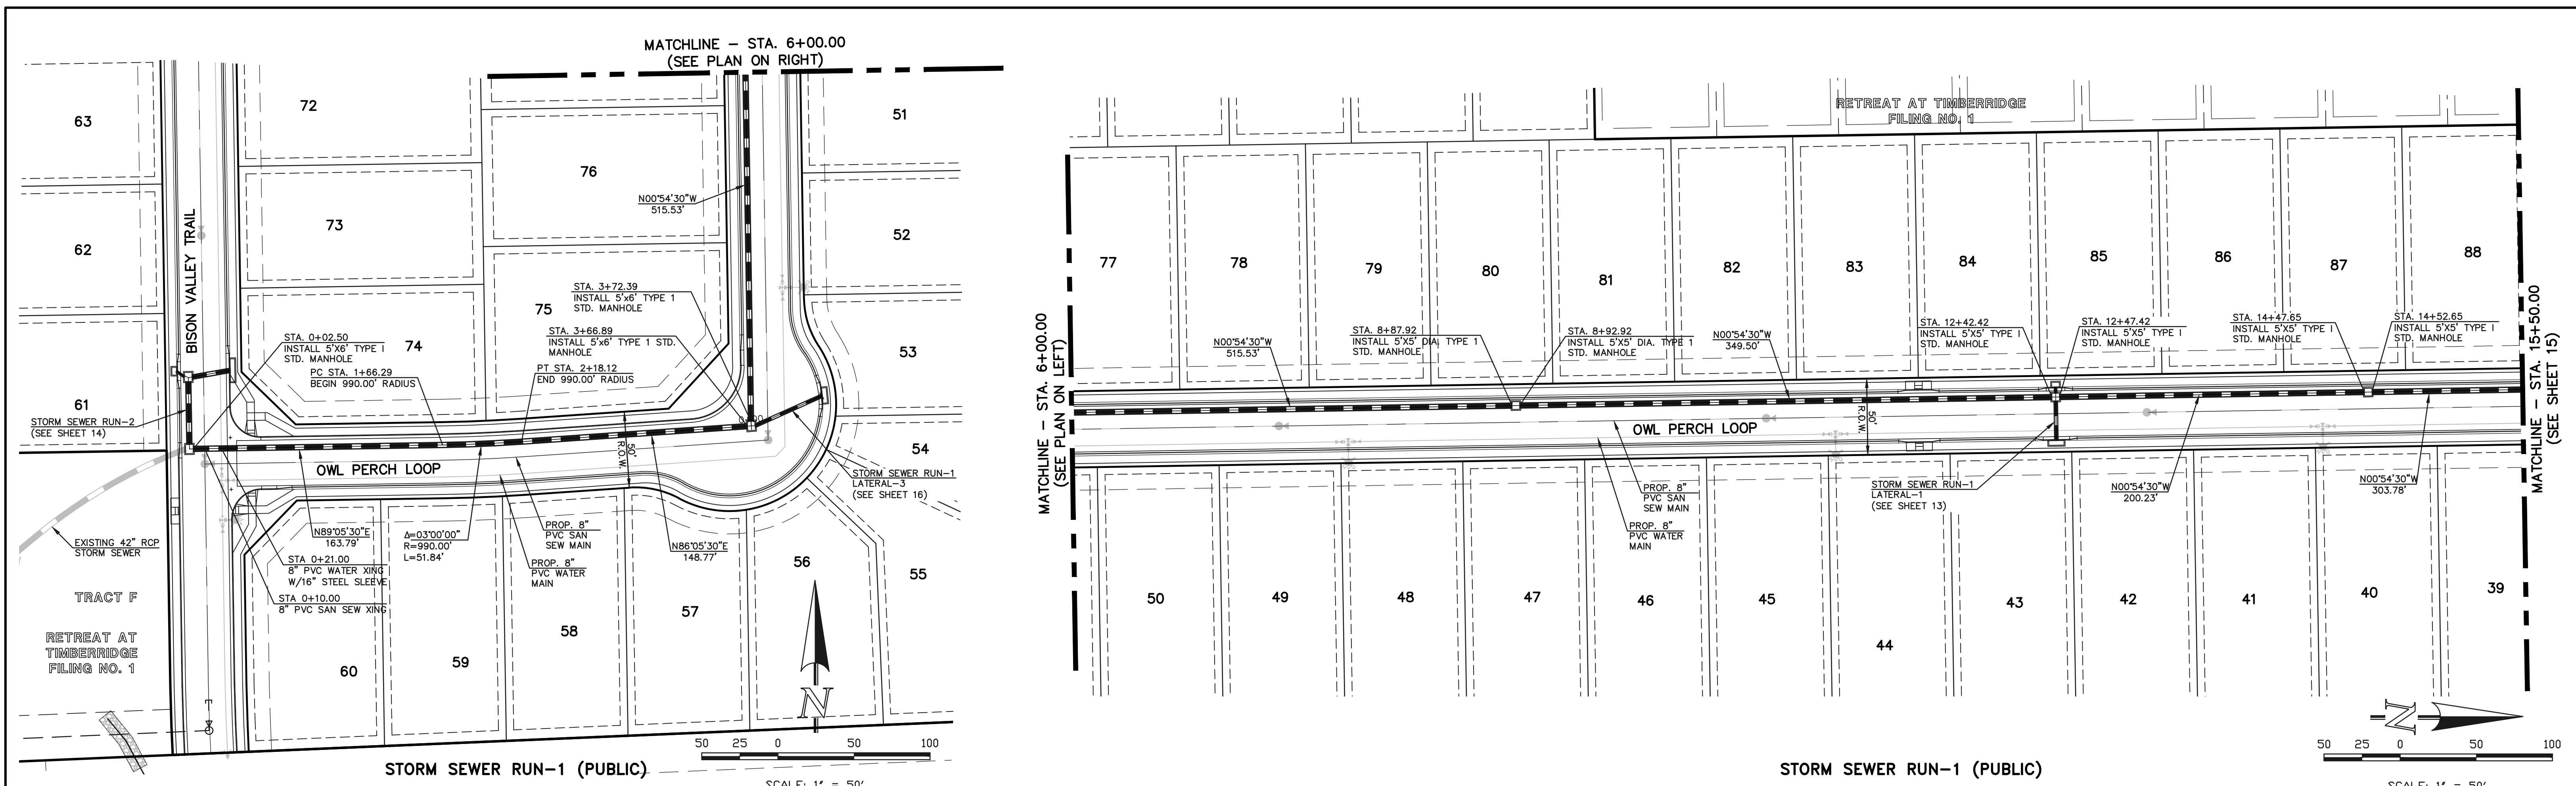 MATCHLINE – STA. 6+00.00
(SEE PLAN ON RIGHT)
63
72
51
76
N00°54'30"W
515.53'
62
BISON VALLEY TRAIL
73
52
STA. 3+72.39
INSTALL 5'x6' TYPE 1
STD. MANHOLE
75
STA. 0+02.50
INSTALL 5'X6' TYPE I
STD. MANHOLE
74
STA. 3+66.89
INSTALL 5'x6' TYPE 1 STD.
MANHOLE
53
PC STA. 1+66.29
BEGIN 990.00' RADIUS
PT STA. 2+18.12
END 990.00' RADIUS
61
STORM SEWER RUN-2
(SEE SHEET 14)
50'
R.O.W.
OWL PERCH LOOP
54
STORM SEWER RUN-1
LATERAL-3
(SEE SHEET 16)
EXISTING 42" RCP
STORM SEWER
N89°05'30"E
163.79'
Δ=03°00'00"
R=990.00'
L=51.84'
PROP. 8"
PVC SAN
SEW MAIN
N86°05'30"E
148.77'
STA 0+21.00
8" PVC WATER XING
W/16" STEEL SLEEVE
PROP. 8"
PVC WATER
MAIN
56
55
STA 0+10.00
8" PVC SAN SEW XING
TRACT F
57
58
RETREAT AT
TIMBERRIDGE
FILING NO. 1
59
60
N
50 25 0 50 100
STORM SEWER RUN-1 (PUBLIC)
SCALE: 1" = 50'
RETREAT AT TIMBERRIDGE
FILING NO. 1
MATCHLINE – STA. 6+00.00
(SEE PLAN ON LEFT)
77
78
79
80
81
82
83
84
85
86
87
88
N00°54'30"W
515.53'
STA. 8+87.92
INSTALL 5'X5' DIA. TYPE 1
STD. MANHOLE
STA. 8+92.92
INSTALL 5'X5' DIA. TYPE 1
STD. MANHOLE
N00°54'30"W
349.50'
STA. 12+42.42
INSTALL 5'X5' TYPE I
STD. MANHOLE
STA. 12+47.42
INSTALL 5'X5' TYPE I
STD. MANHOLE
STA. 14+47.65
INSTALL 5'X5' TYPE I
STD. MANHOLE
STA. 14+52.65
INSTALL 5'X5' TYPE I
STD. MANHOLE
MATCHLINE – STA. 15+50.00
(SEE SHEET 15)
50'
R.O.W.
OWL PERCH LOOP
PROP. 8"
PVC SAN
SEW MAIN
PROP. 8"
PVC WATER
MAIN
STORM SEWER RUN-1
LATERAL-1
(SEE SHEET 13)
N00°54'30"W
200.23'
N00°54'30"W
303.78'
50
49
48
47
46
45
44
43
42
41
40
39
N
50 25 0 50 100
STORM SEWER RUN-1 (PUBLIC)
SCALE: 1" = 50'